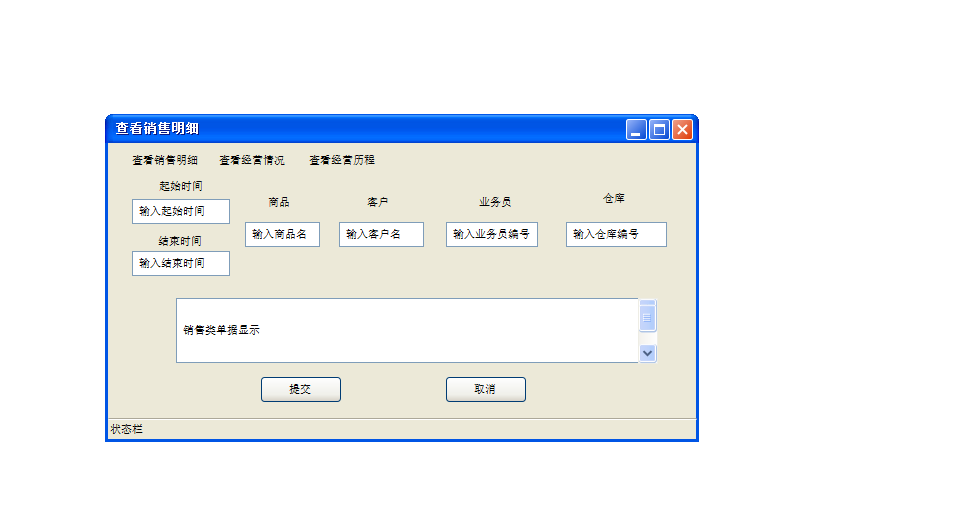 查看销售明细
查看销售明细 查看经营情况 查看经营历程
起始时间
商品 客户 业务员 仓库
输入起始时间
输入商品名 输入客户名 输入业务员编号 输入仓库编号
结束时间
输入结束时间
销售类单据显示
提交 取消
状态栏